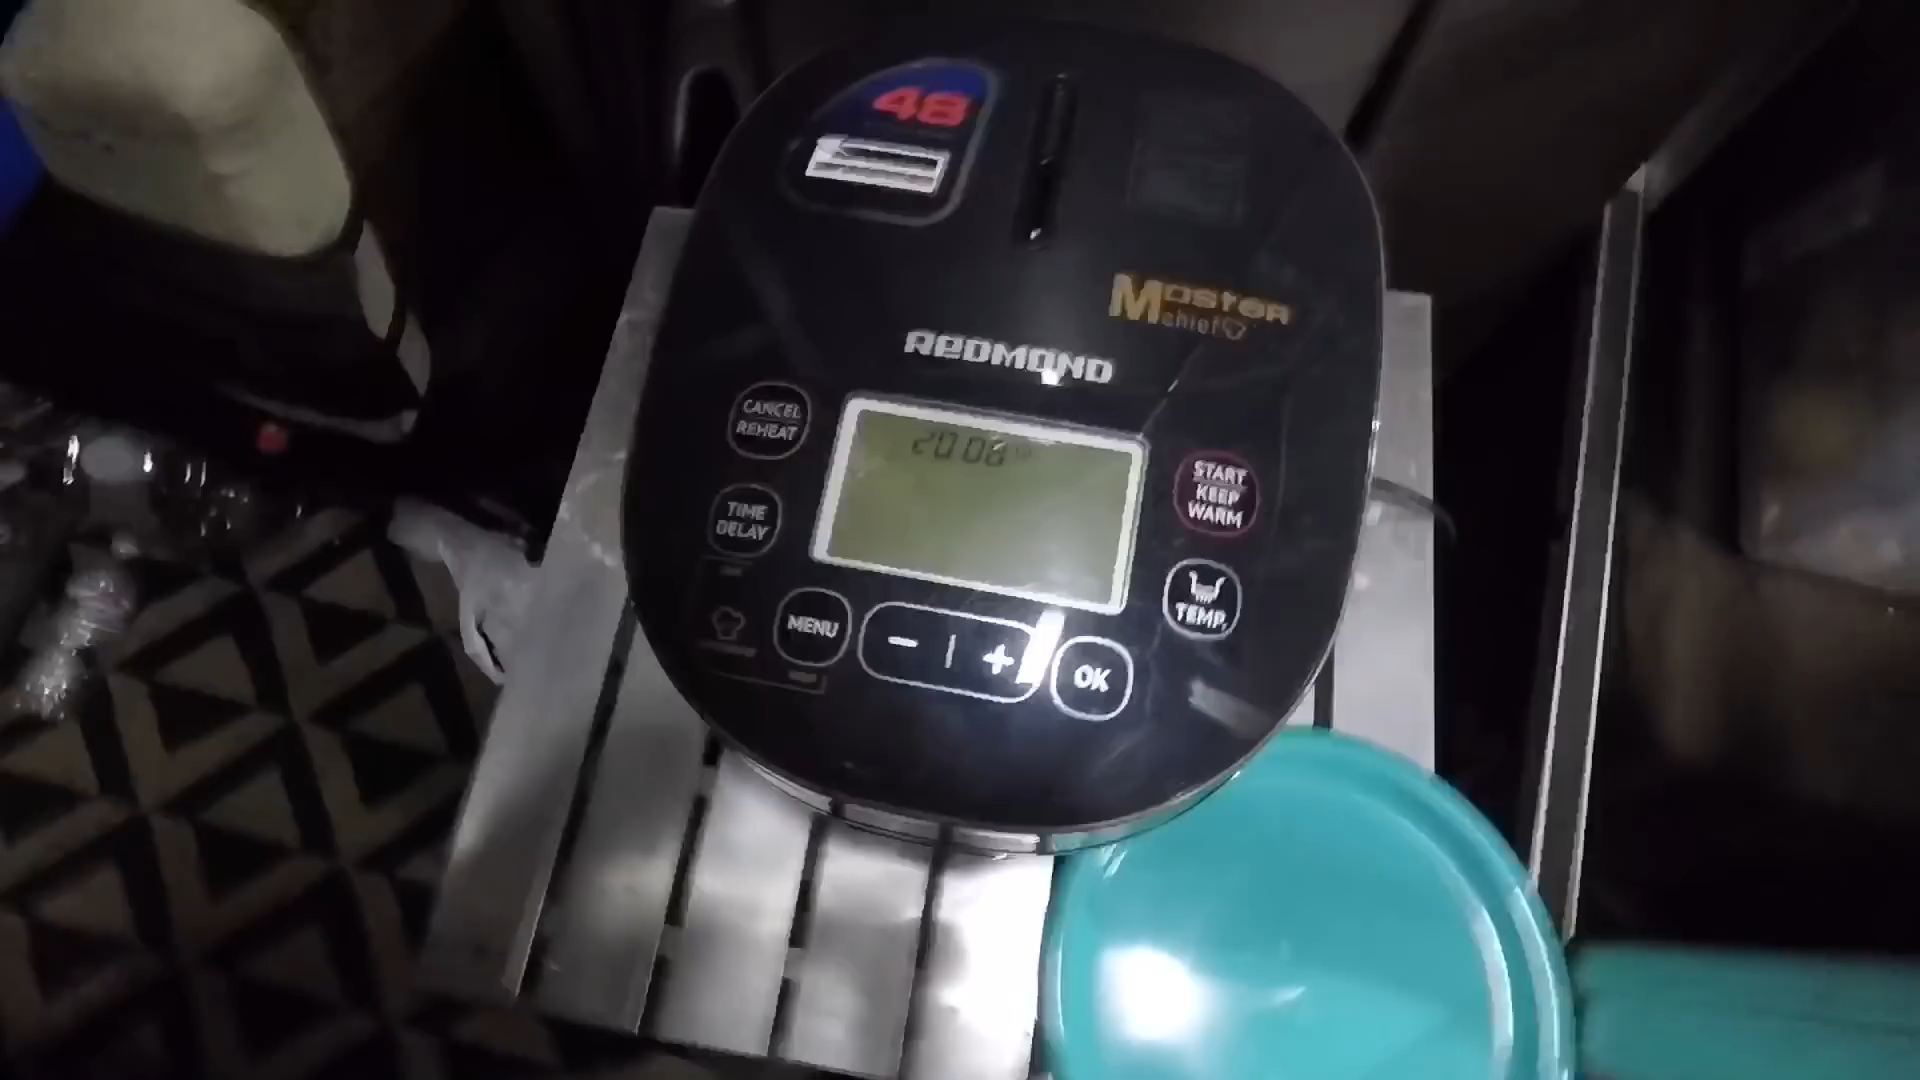 48
Master
chief
REDMOND
CANCEL
REHEAT
20:08
START
KEEP
WARM
TIME
DELAY
TEMP.
MENU
− | +
OK